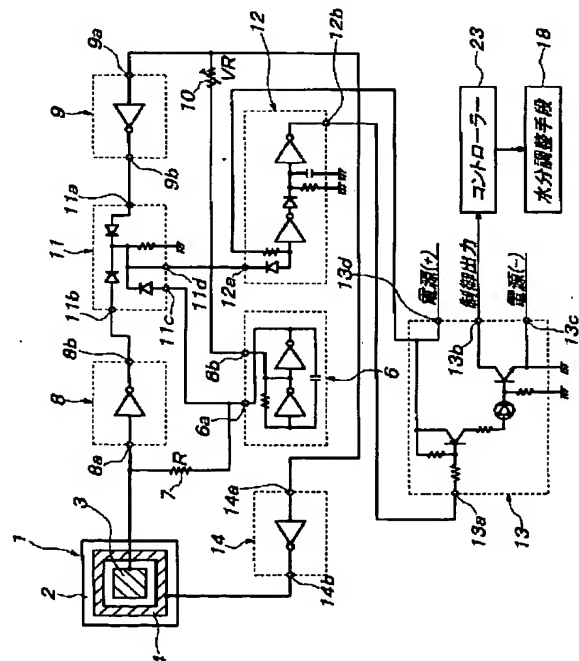 1
2
3
4
8
8a
8b
11
11b
11a
9
9b
9a
7
R
11c
11d
10
VR
6a
8b
6
12a
12
12b
14
14a
14b
13a
13
13d
電源(+)
13b
制御出力
13c
電源(−)
コントローラー
23
水分調整手段
18